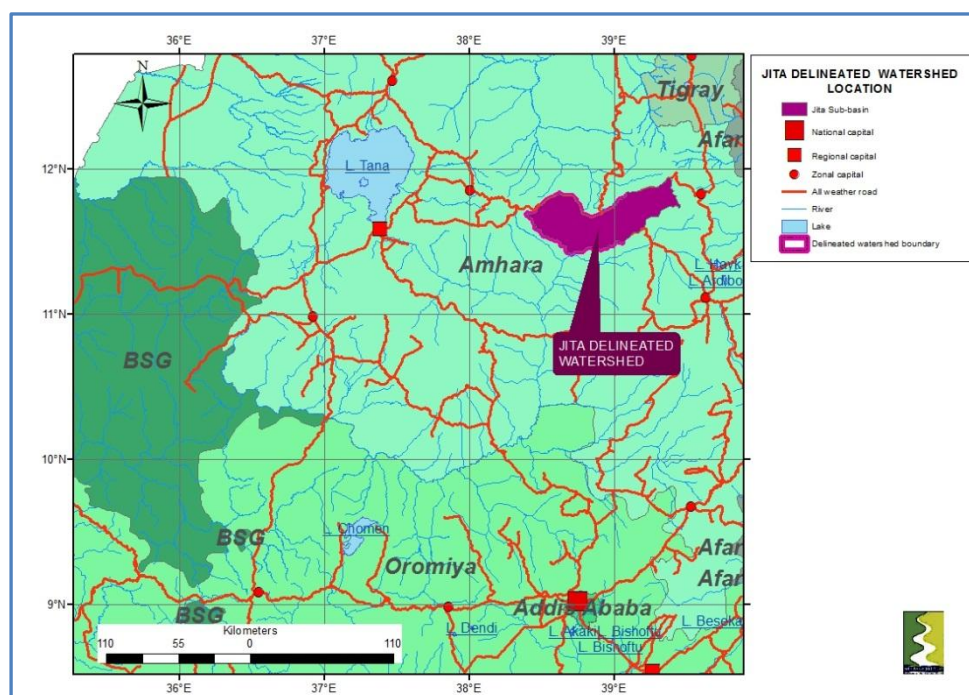 36°E 37°E 38°E 39°E
N
12°N
11°N
10°N
9°N
Tigray
Afar
L. Tana
Amhara
L. Hayk
L. Ardibo
BSG
JITA DELINEATED
WATERSHED
BSG
Chomen
Oromiya
Afar
Afar
BSG
Addis Ababa
L. Dendi
L. Akaki
L. Bishoftu
L. Bishoftu
L. Beseka
Kilometers
110 55 0 110
36°E 37°E 38°E 39°E
JITA DELINEATED WATERSHED
LOCATION
Jita Sub-basin
National capital
Regional capital
Zonal capital
All weather road
River
Lake
Delineated watershed boundary